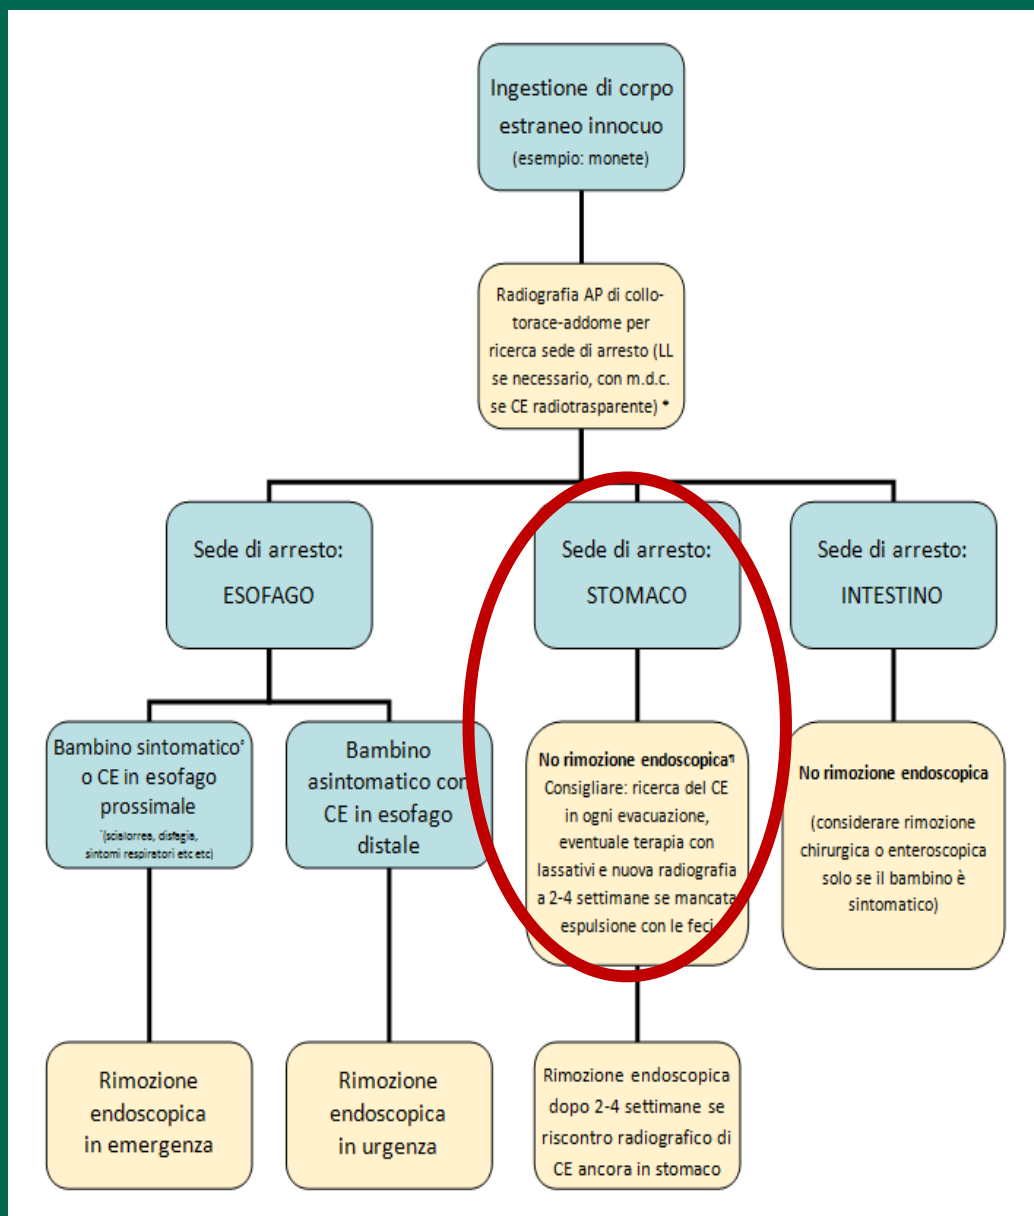 Ingestione di corpo
estraneo innocuo
(esempio: monete)
Radiografia AP di collo-
torace-addome per
ricerca sede di arresto (LL
se necessario, con m.d.c.
se CE radiotrasparente) *
Sede di arresto:
ESOFAGO
Sede di arresto:
STOMACO
Sede di arresto:
INTESTINO
Bambino sintomatico°
o CE in esofago
prossimale
°(scialorrea, disfagia,
sintomi respiratori etc etc)
Bambino
asintomatico con
CE in esofago
distale
No rimozione endoscopica¶
Consigliare: ricerca del CE
in ogni evacuazione,
eventuale terapia con
lassativi e nuova radiografia
a 2-4 settimane se mancata
espulsione con le feci
No rimozione endoscopica
(considerare rimozione
chirurgica o enteroscopica
solo se il bambino è
sintomatico)
Rimozione
endoscopica
in emergenza
Rimozione
endoscopica
in urgenza
Rimozione endoscopica
dopo 2-4 settimane se
riscontro radiografico di
CE ancora in stomaco